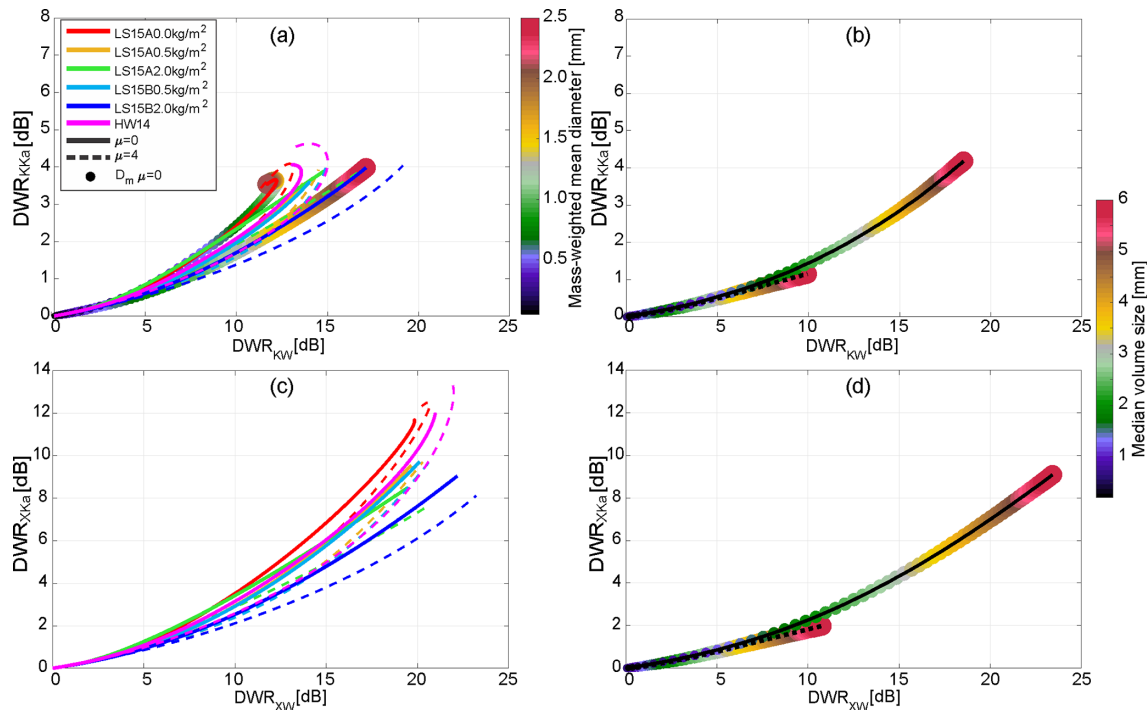 (a)
LS15A0.0kg/m²
LS15A0.5kg/m²
LS15A2.0kg/m²
LS15B0.5kg/m²
LS15B2.0kg/m²
HW14
μ=0
μ=4
D_m μ=0
8
7
6
5
4
3
2
1
0
DWR_KKa[dB]
0 5 10 15 20 25
DWR_KW[dB]
2.5
2.0
1.5
1.0
0.5
Mass-weighted mean diameter [mm]
(b)
8
7
6
5
4
3
2
1
0
DWR_KKa[dB]
0 5 10 15 20 25
DWR_KW[dB]
6
5
4
3
2
1
Median volume size [mm]
(c)
14
12
10
8
6
4
2
0
DWR_XKa[dB]
0 5 10 15 20 25
DWR_XW[dB]
(d)
14
12
10
8
6
4
2
0
DWR_XKa[dB]
0 5 10 15 20 25
DWR_XW[dB]